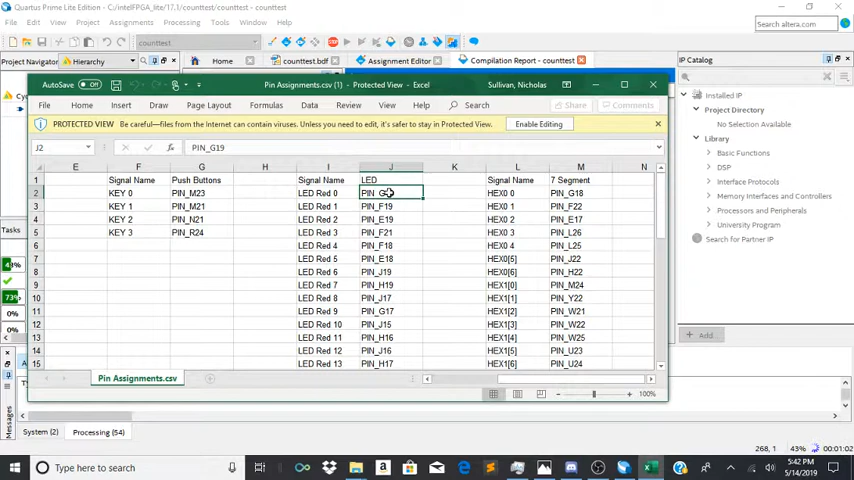 Quartus Prime Lite Edition - C:/intelFPGA_lite/17.1/counttest/counttest - counttest
File Edit View Project Assignments Processing Tools Window Help
Search altera.com
counttest
Project Navigator Hierarchy Home counttest.bdf Assignment Editor Compilation Report - counttest IP Catalog
AutoSave Off Pin Assignments.csv (1) - Protected View - Excel Sullivan, Nicholas
File Home Insert Draw Page Layout Formulas Data Review View Help Search Share Comments
PROTECTED VIEW Be careful—files from the Internet can contain viruses. Unless you need to edit, it's safer to stay in Protected View. Enable Editing
J2 fx PIN_G19
E F G H I J K L M N
1 Signal Name Push Buttons Signal Name LED Signal Name 7 Segment
2 KEY 0 PIN_M23 LED Red 0 PIN_G19 HEX0 0 PIN_G18
3 KEY 1 PIN_M21 LED Red 1 PIN_F19 HEX0 1 PIN_F22
4 KEY 2 PIN_N21 LED Red 2 PIN_E19 HEX0 2 PIN_E17
5 KEY 3 PIN_R24 LED Red 3 PIN_F21 HEX0 3 PIN_L26
6 LED Red 4 PIN_F18 HEX0 4 PIN_L25
7 LED Red 5 PIN_E18 HEX0[5] PIN_J22
8 LED Red 6 PIN_J19 HEX0[6] PIN_H22
9 LED Red 7 PIN_H19 HEX1[0] PIN_M24
10 LED Red 8 PIN_J17 HEX1[1] PIN_Y22
11 LED Red 9 PIN_G17 HEX1[2] PIN_W21
12 LED Red 10 PIN_J15 HEX1[3] PIN_W22
13 LED Red 11 PIN_H16 HEX1[4] PIN_W25
14 LED Red 12 PIN_J16 HEX1[5] PIN_U23
15 LED Red 13 PIN_H17 HEX1[6] PIN_U24
Pin Assignments.csv
100%
Installed IP
Project Directory
No Selection Available
Library
Basic Functions
DSP
Interface Protocols
Memory Interfaces and Controllers
Processors and Peripherals
University Program
Search for Partner IP
Add...
Tasks
73%
0%
0%
Messages
System (2) Processing (54)
268, 1 43% 00:01:02
Type here to search
5:42 PM
5/14/2019